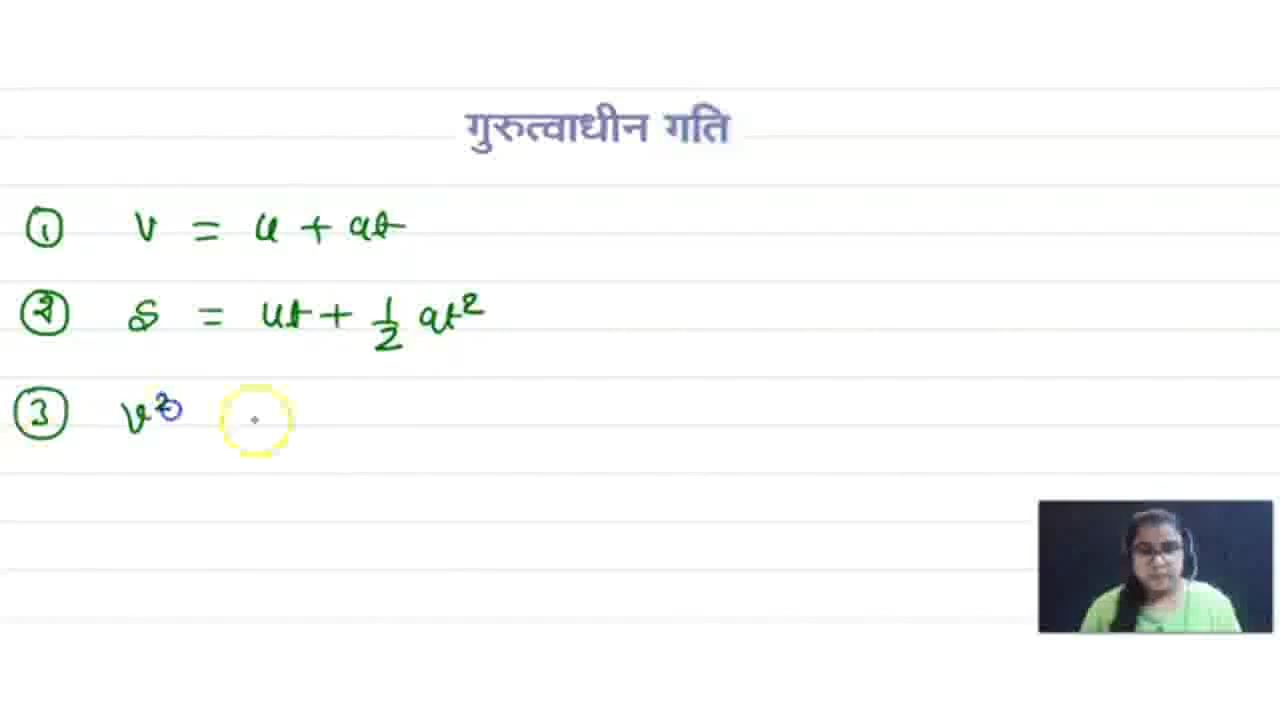 गुरुत्वाधीन गति
① v = u + at
② s = ut + 1/2 at²
③ v²